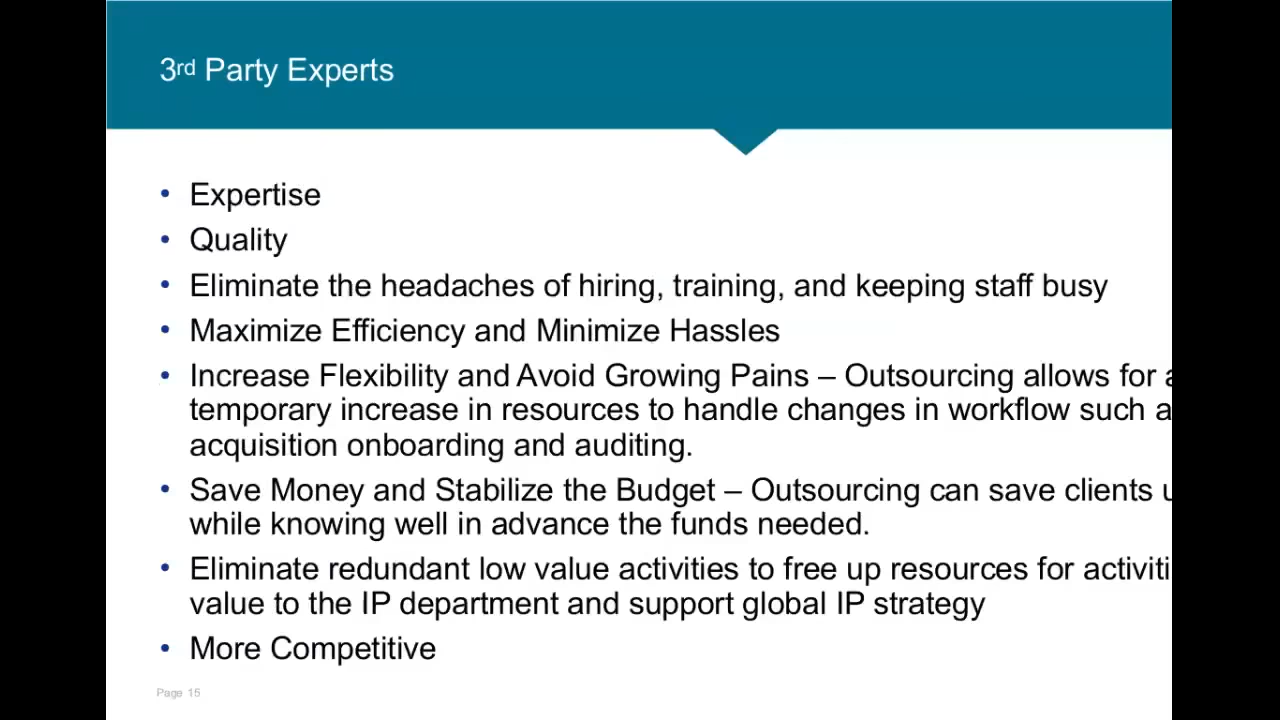 3rd Party Experts
• Expertise
• Quality
• Eliminate the headaches of hiring, training, and keeping staff busy
• Maximize Efficiency and Minimize Hassles
• Increase Flexibility and Avoid Growing Pains – Outsourcing allows for a
temporary increase in resources to handle changes in workflow such a
acquisition onboarding and auditing.
• Save Money and Stabilize the Budget – Outsourcing can save clients u
while knowing well in advance the funds needed.
• Eliminate redundant low value activities to free up resources for activiti
value to the IP department and support global IP strategy
• More Competitive
Page 15